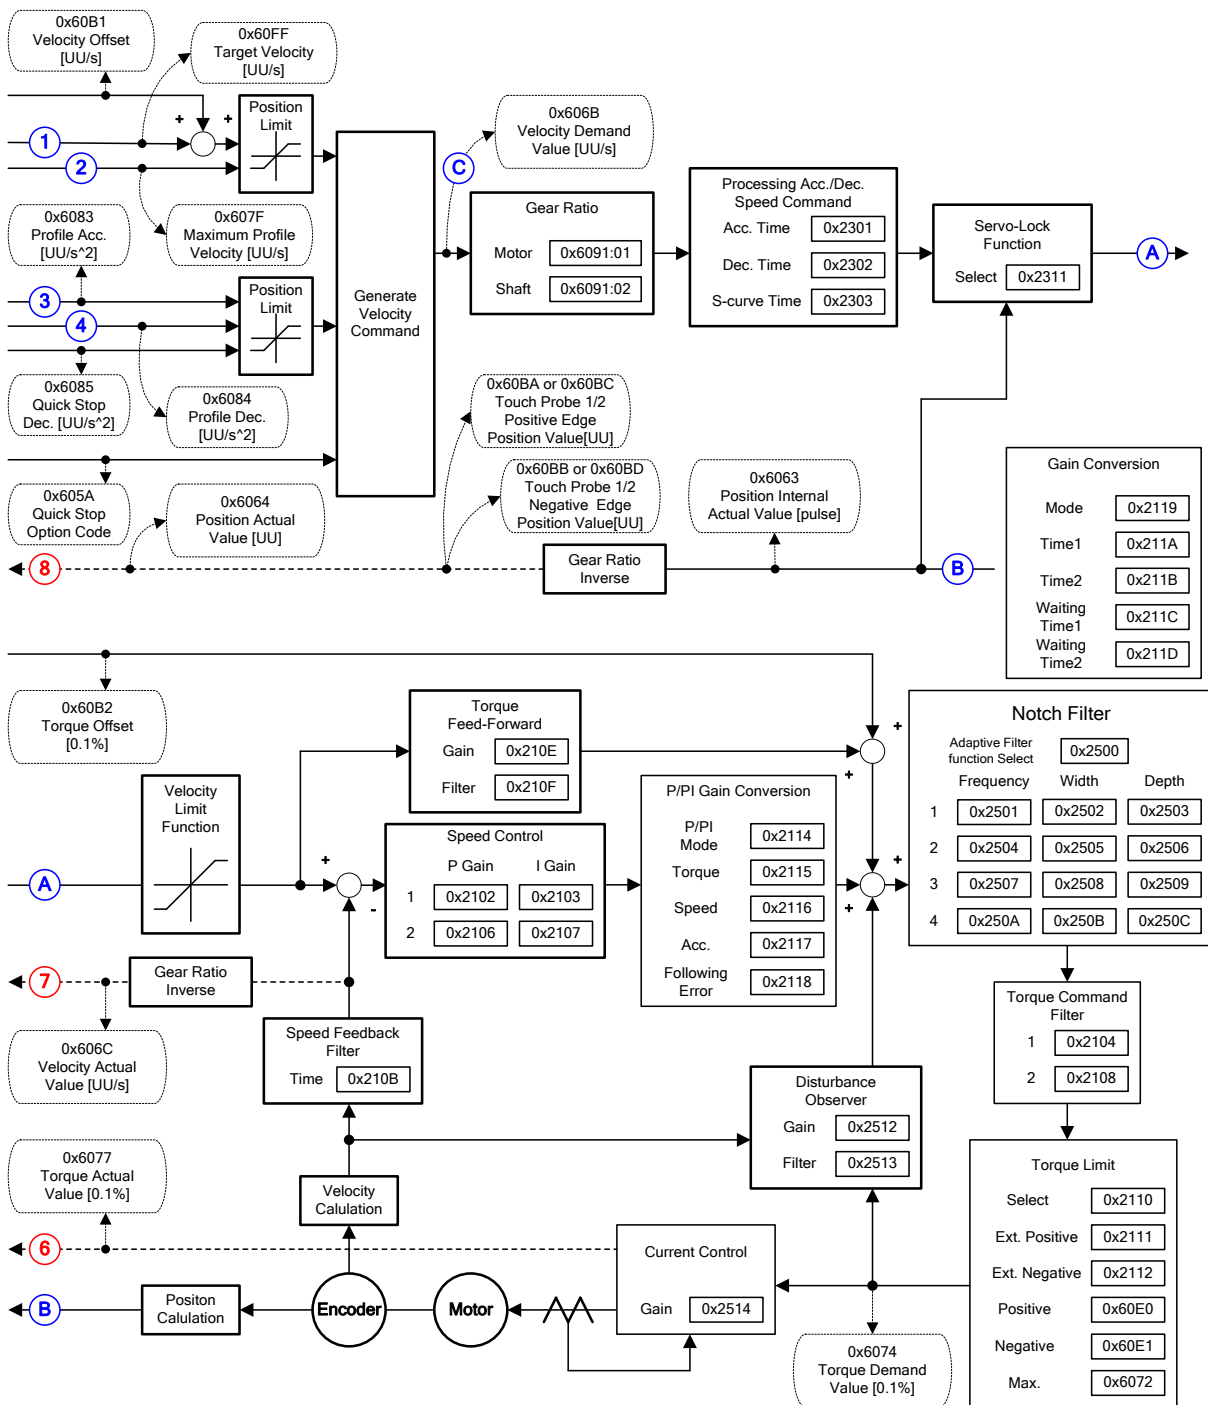 0x60B1
Velocity Offset
[UU/s]
0x60FF
Target Velocity
[UU/s]
+
+
1
2
Position
Limit
0x606B
Velocity Demand
Value [UU/s]
C
0x6083
Profile Acc.
[UU/s^2]
0x607F
Maximum Profile
Velocity [UU/s]
Gear Ratio
Motor
0x6091:01
Shaft
0x6091:02
Processing Acc./Dec.
Speed Command
Acc. Time
0x2301
Dec. Time
0x2302
S-curve Time
0x2303
Servo-Lock
Function
Select
0x2311
A
3
4
Position
Limit
Generate
Velocity
Command
0x6085
Quick Stop
Dec. [UU/s^2]
0x6084
Profile Dec.
[UU/s^2]
0x60BA or 0x60BC
Touch Probe 1/2
Positive Edge
Position Value[UU]
0x60BB or 0x60BD
Touch Probe 1/2
Negative Edge
Position Value[UU]
0x6063
Position Internal
Actual Value [pulse]
0x605A
Quick Stop
Option Code
0x6064
Position Actual
Value [UU]
8
Gear Ratio
Inverse
B
Gain Conversion
Mode
0x2119
Time1
0x211A
Time2
0x211B
Waiting
Time1
0x211C
Waiting
Time2
0x211D
0x60B2
Torque Offset
[0.1%]
Torque
Feed-Forward
Gain
0x210E
Filter
0x210F
+
+
Notch Filter
Adaptive Filter
function Select
0x2500
Frequency Width Depth
1 0x2501 0x2502 0x2503
2 0x2504 0x2505 0x2506
3 0x2507 0x2508 0x2509
4 0x250A 0x250B 0x250C
A
Velocity
Limit
Function
+
-
Speed Control
P Gain I Gain
1 0x2102 0x2103
2 0x2106 0x2107
P/PI Gain Conversion
P/PI
Mode
0x2114
Torque
0x2115
Speed
0x2116
Acc.
0x2117
Following
Error
0x2118
+
+
7
Gear Ratio
Inverse
0x606C
Velocity Actual
Value [UU/s]
Speed Feedback
Filter
Time
0x210B
Torque Command
Filter
1 0x2104
2 0x2108
Disturbance
Observer
Gain
0x2512
Filter
0x2513
0x6077
Torque Actual
Value [0.1%]
Velocity
Calulation
6
Current Control
Gain
0x2514
B
Positon
Calulation
Encoder
Motor
0x6074
Torque Demand
Value [0.1%]
Torque Limit
Select
0x2110
Ext. Positive
0x2111
Ext. Negative
0x2112
Positive
0x60E0
Negative
0x60E1
Max.
0x6072